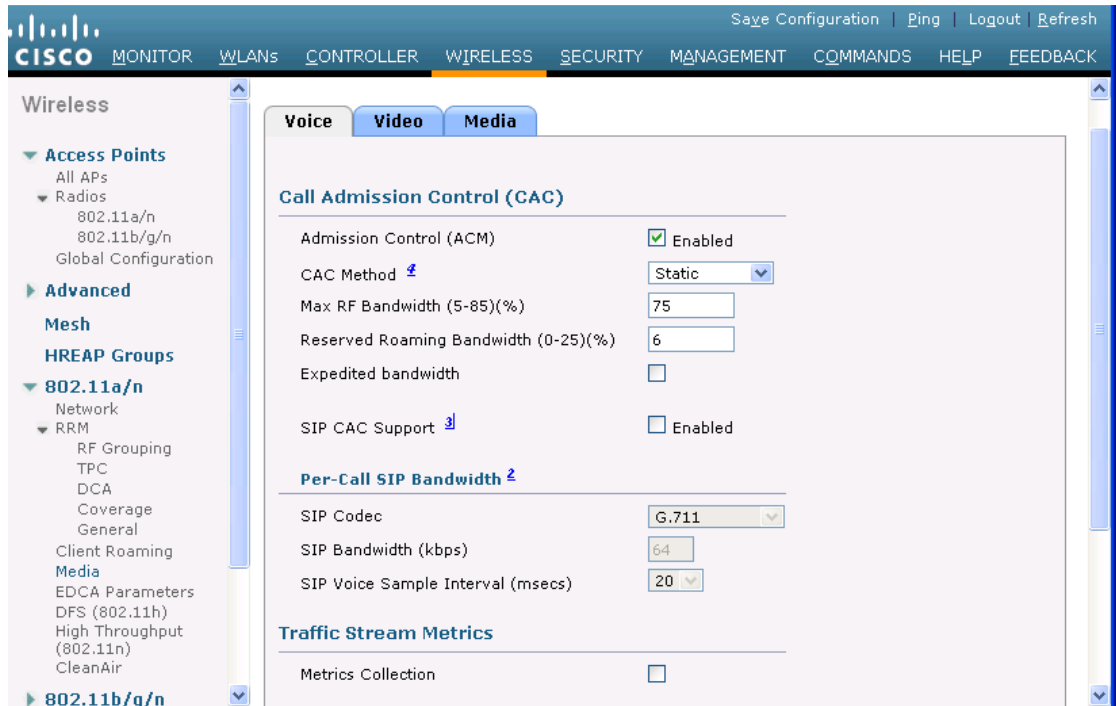 Save Configuration | Ping | Logout | Refresh
CISCO MONITOR WLANs CONTROLLER WIRELESS SECURITY MANAGEMENT COMMANDS HELP FEEDBACK
Wireless
Access Points
All APs
Radios
802.11a/n
802.11b/g/n
Global Configuration
Advanced
Mesh
HREAP Groups
802.11a/n
Network
RRM
RF Grouping
TPC
DCA
Coverage
General
Client Roaming
Media
EDCA Parameters
DFS (802.11h)
High Throughput
(802.11n)
CleanAir
802.11b/g/n
Voice Video Media
Call Admission Control (CAC)
Admission Control (ACM) Enabled
CAC Method 4 Static
Max RF Bandwidth (5-85)(%) 75
Reserved Roaming Bandwidth (0-25)(%) 6
Expedited bandwidth
SIP CAC Support 3 Enabled
Per-Call SIP Bandwidth 2
SIP Codec G.711
SIP Bandwidth (kbps) 64
SIP Voice Sample Interval (msecs) 20
Traffic Stream Metrics
Metrics Collection